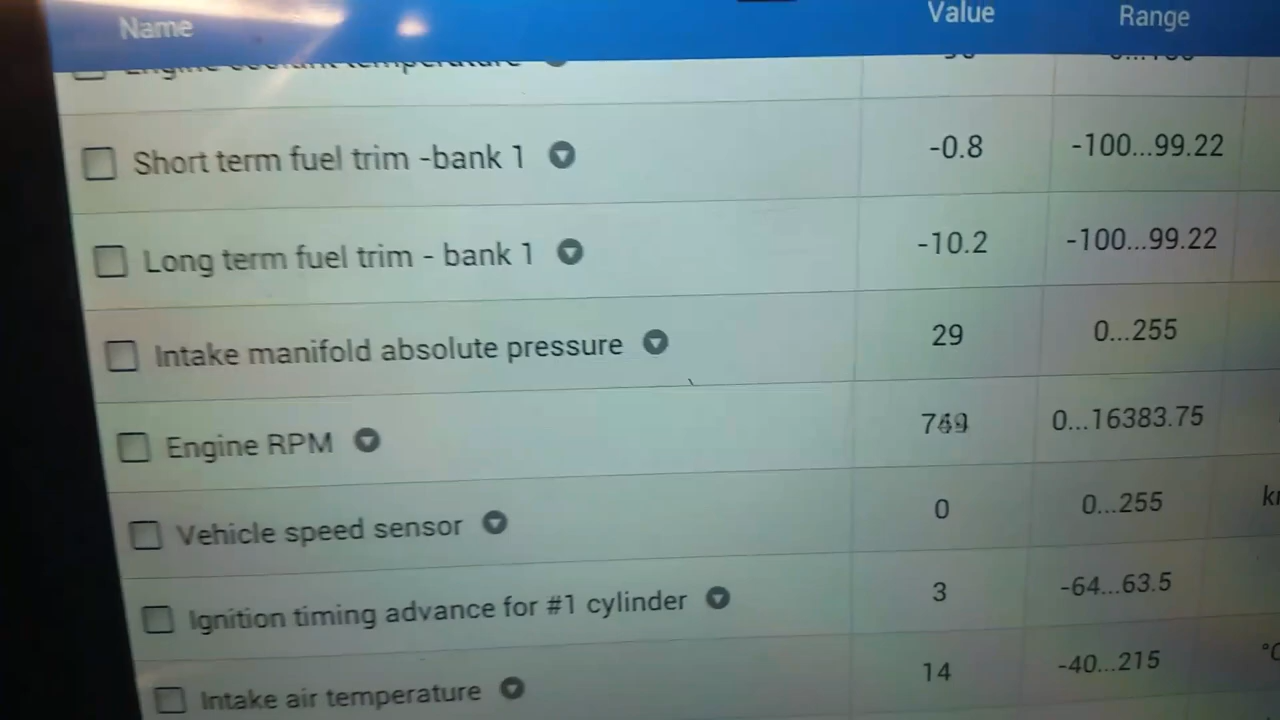 Name Value Range
Engine coolant temperature
Short term fuel trim -bank 1 -0.8 -100...99.22
Long term fuel trim - bank 1 -10.2 -100...99.22
Intake manifold absolute pressure 29 0...255
Engine RPM 0...16383.75
Vehicle speed sensor 0 0...255
Ignition timing advance for #1 cylinder 3 -64...63.5
Intake air temperature 14 -40...215